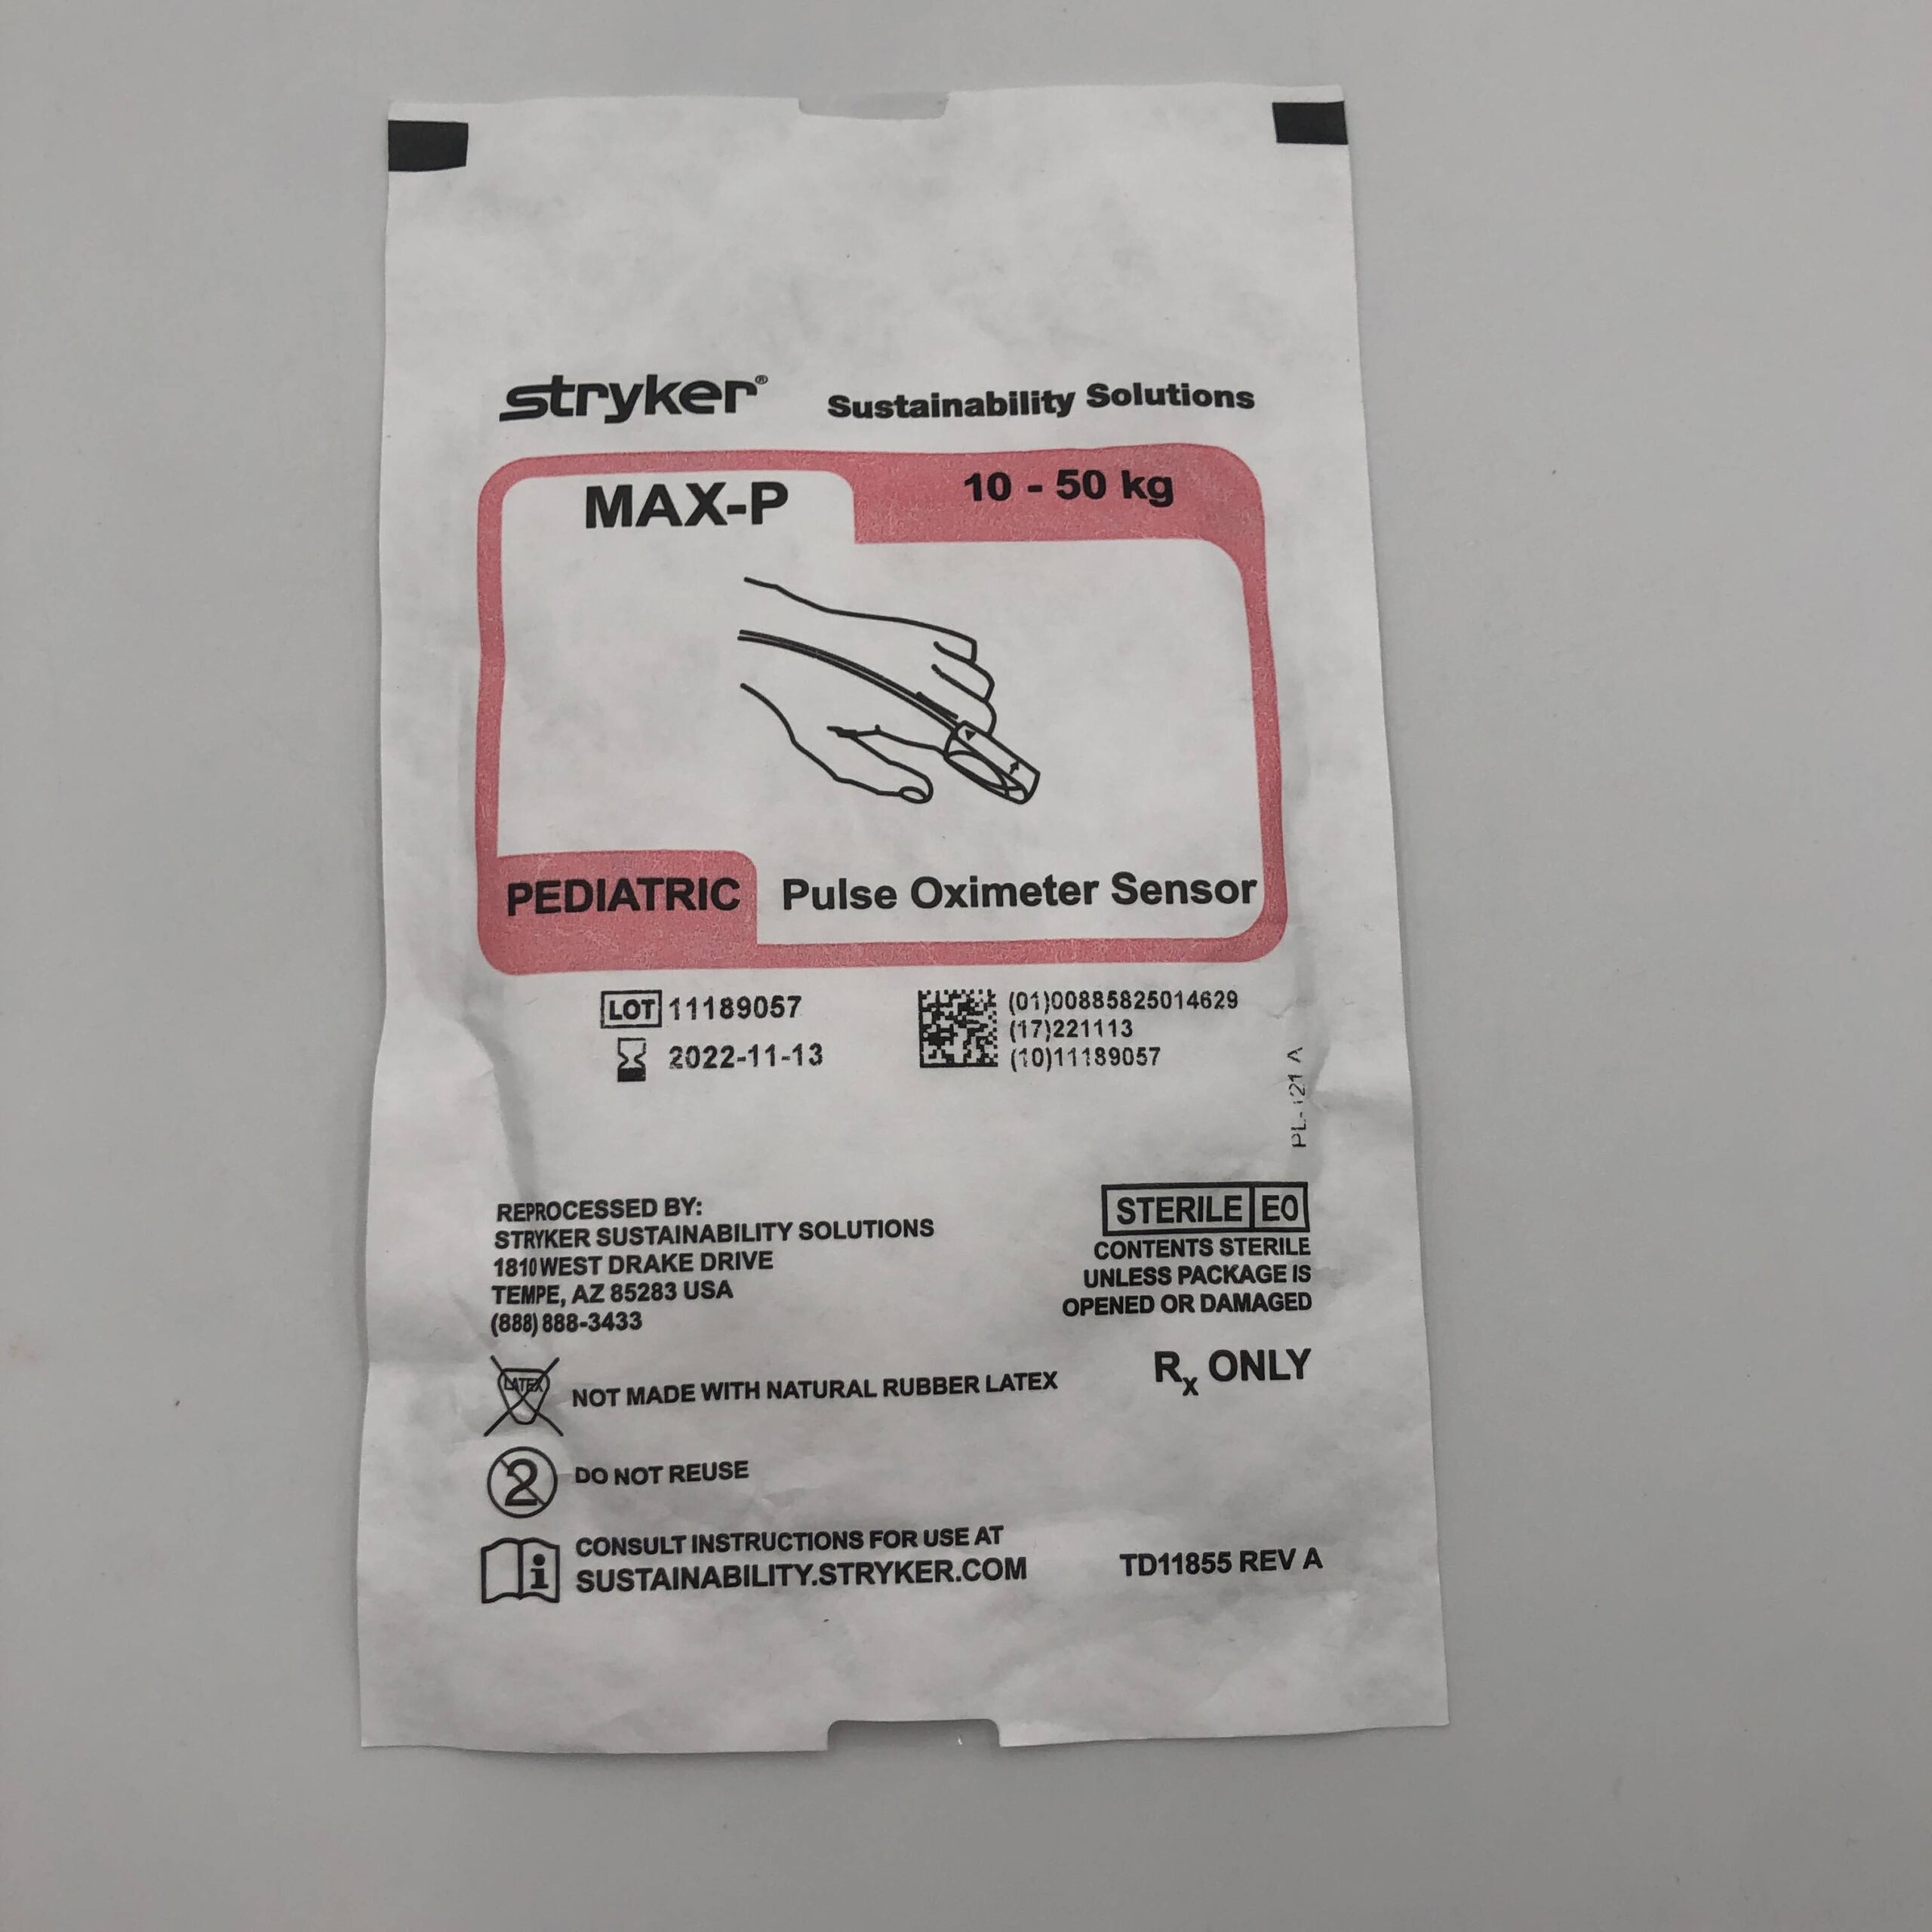 stryker® Sustainability Solutions
MAX-P 10 - 50 kg
PEDIATRIC Pulse Oximeter Sensor
LOT 11189057
2022-11-13
(01)00885825014629
(17)221113
(10)11189057
PL-121 A
REPROCESSED BY:
STRYKER SUSTAINABILITY SOLUTIONS
1810 WEST DRAKE DRIVE
TEMPE, AZ 85283 USA
(888) 888-3433
STERILE EO
CONTENTS STERILE
UNLESS PACKAGE IS
OPENED OR DAMAGED
Rx ONLY
LATEX NOT MADE WITH NATURAL RUBBER LATEX
2 DO NOT REUSE
i CONSULT INSTRUCTIONS FOR USE AT
SUSTAINABILITY.STRYKER.COM
TD11855 REV A